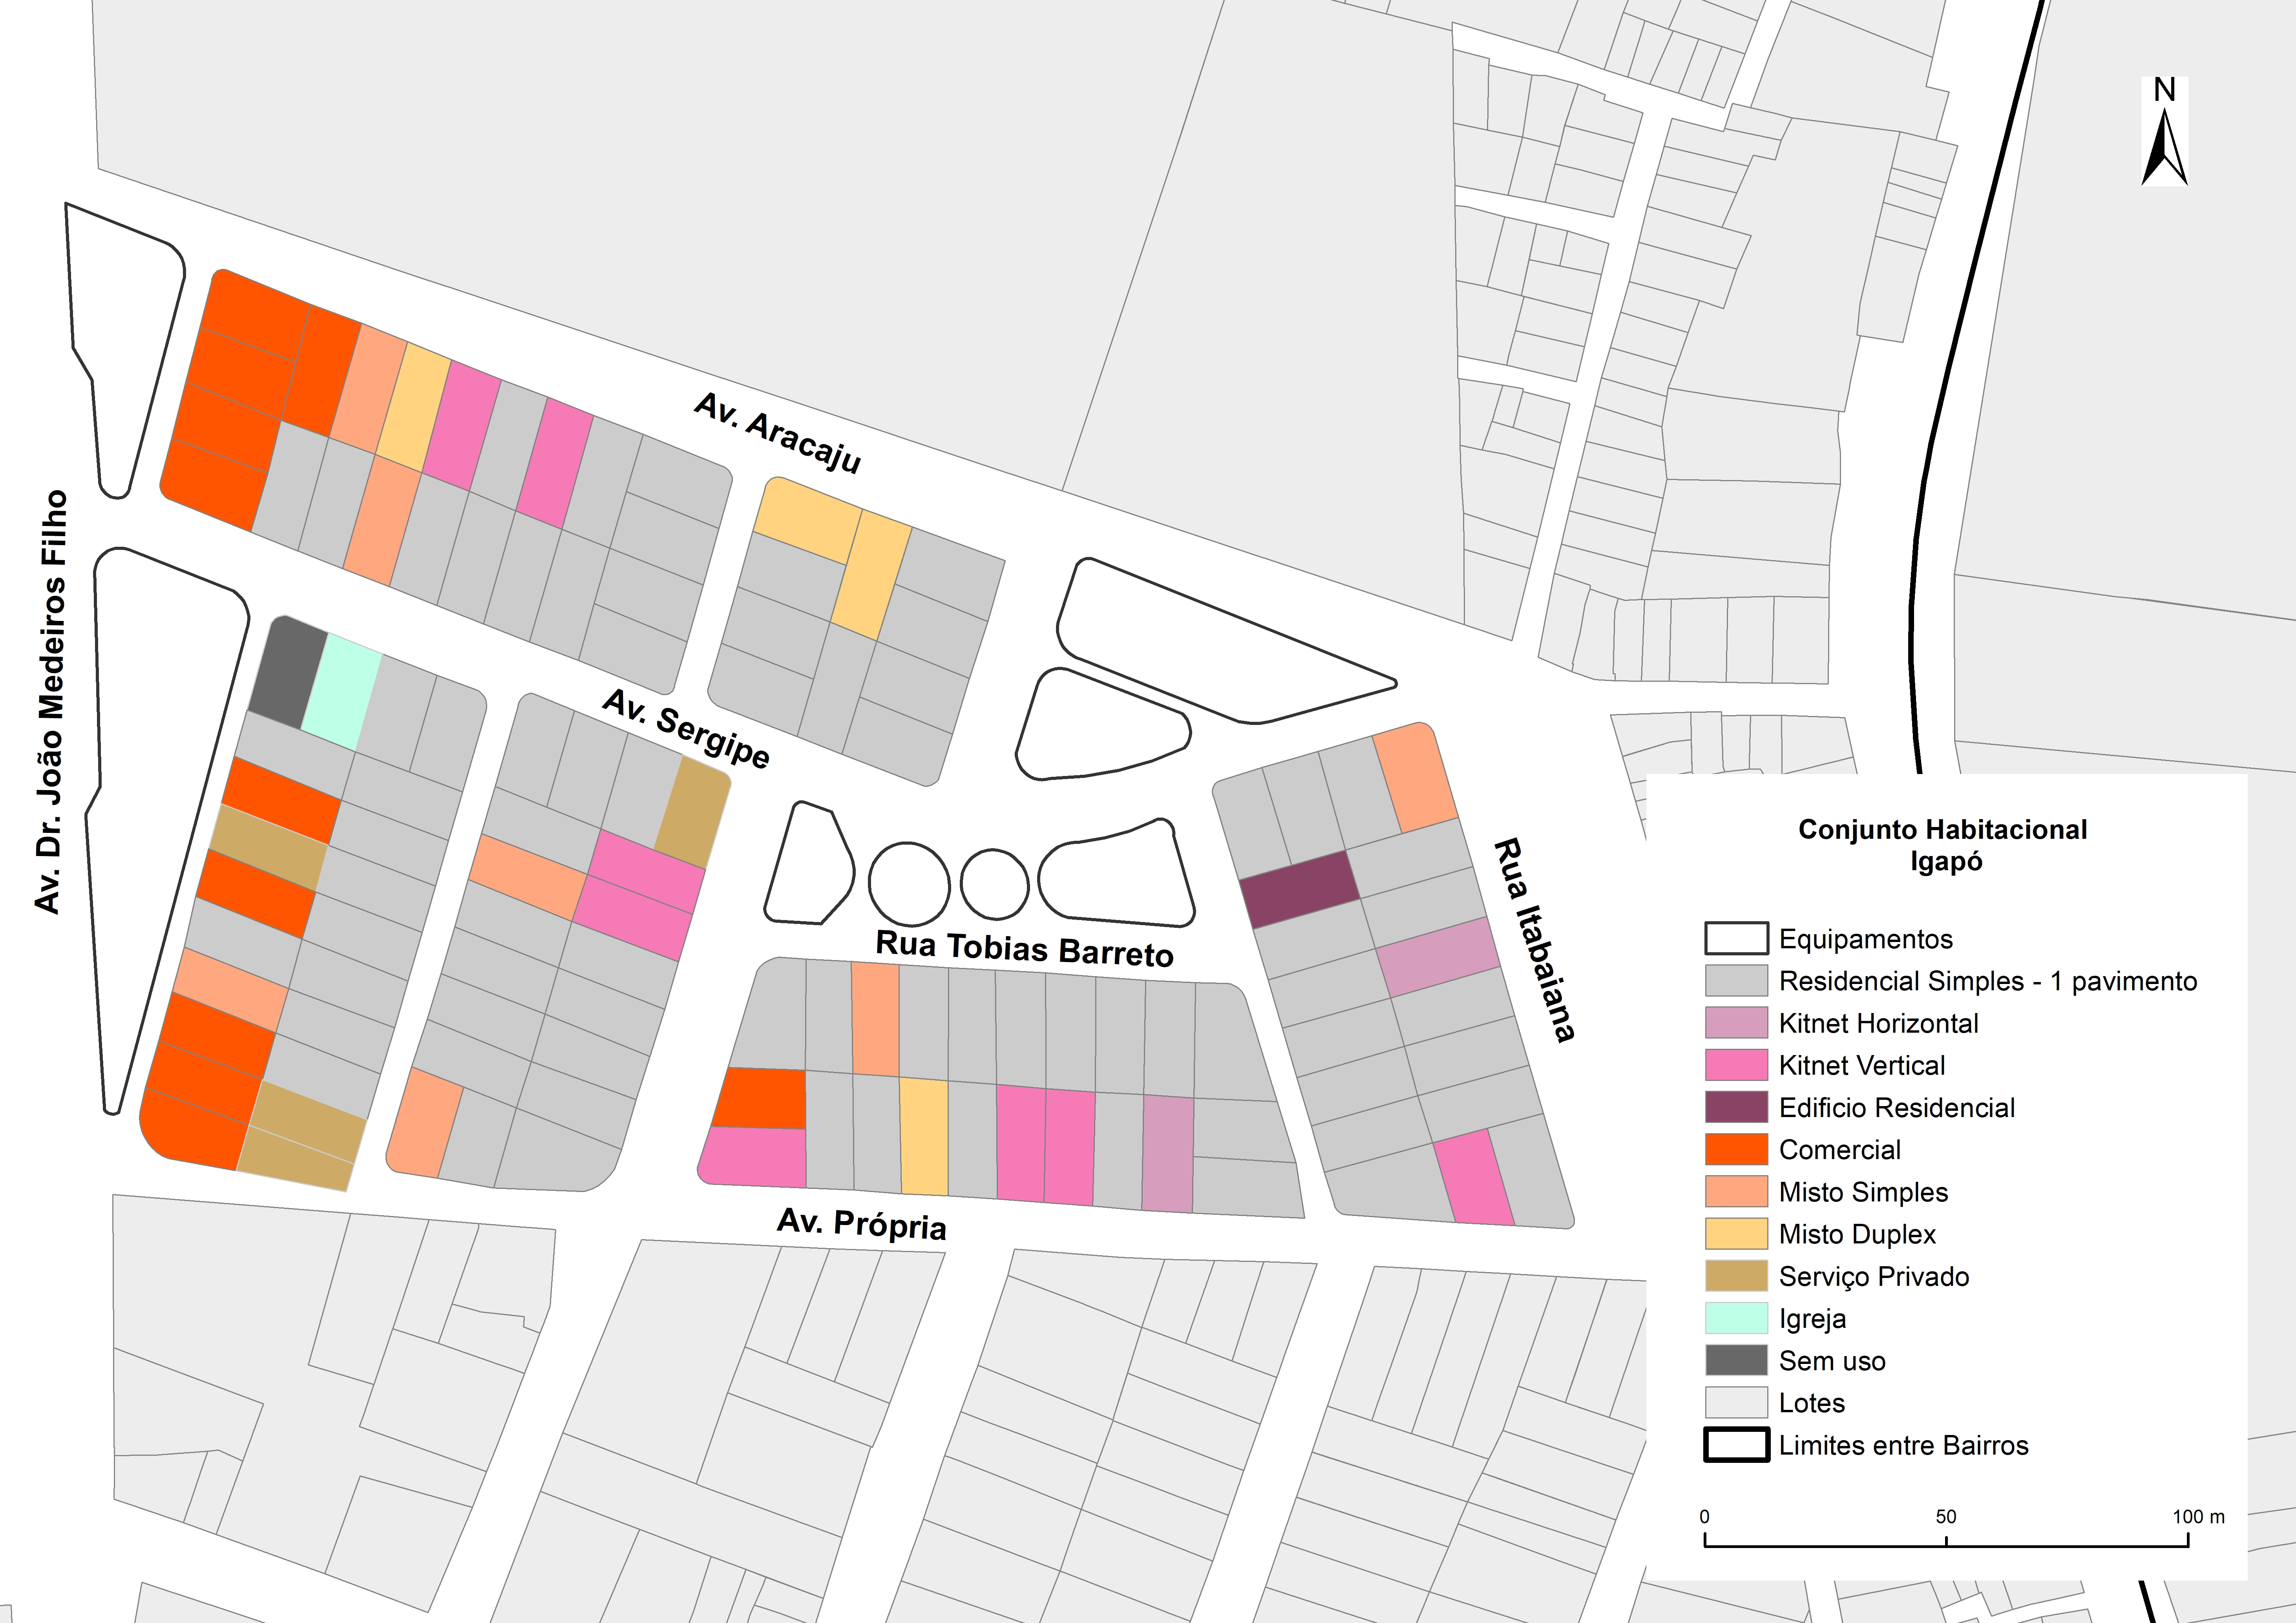 N
Av. Aracaju
Av. Dr. João Medeiros Filho
Av. Sergipe
Rua Tobias Barreto
Rua Itabaiana
Av. Própria
Conjunto Habitacional
Igapó
Equipamentos
Residencial Simples - 1 pavimento
Kitnet Horizontal
Kitnet Vertical
Edificio Residencial
Comercial
Misto Simples
Misto Duplex
Serviço Privado
Igreja
Sem uso
Lotes
Limites entre Bairros
0 50 100 m